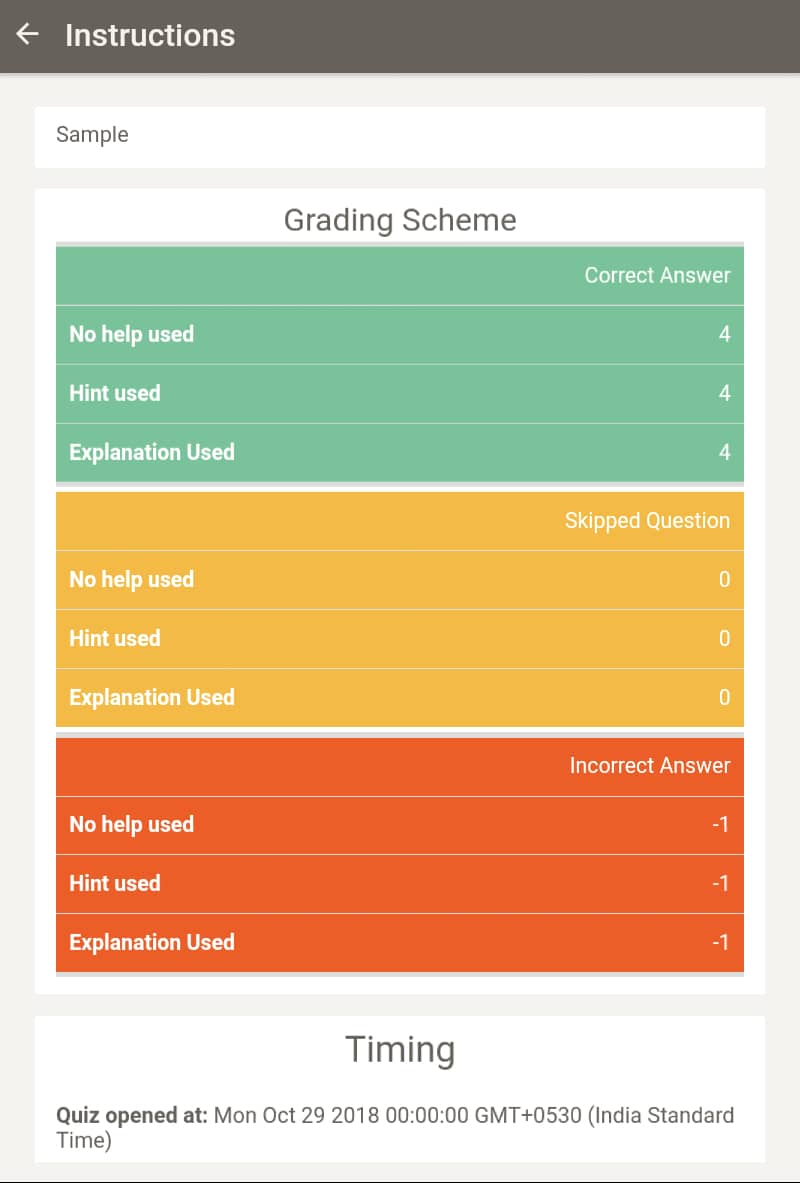 Instructions
Sample
Grading Scheme
Correct Answer
No help used 4
Hint used 4
Explanation Used 4
Skipped Question
No help used 0
Hint used 0
Explanation Used 0
Incorrect Answer
No help used -1
Hint used -1
Explanation Used -1
Timing
Quiz opened at: Mon Oct 29 2018 00:00:00 GMT+0530 (India Standard
Time)